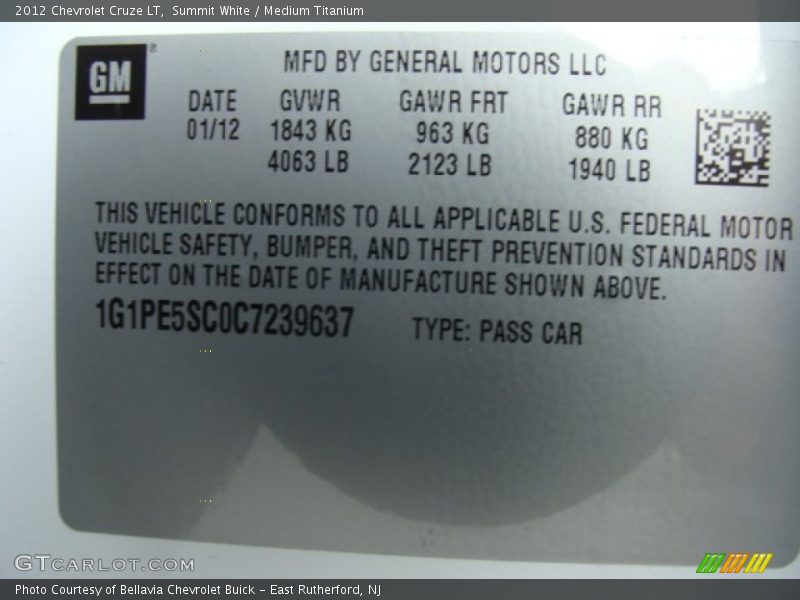 2012 Chevrolet Cruze LT, Summit White / Medium Titanium
GM®
MFD BY GENERAL MOTORS LLC
DATE GVWR GAWR FRT GAWR RR
01/12 1843 KG 963 KG 880 KG
4063 LB 2123 LB 1940 LB
THIS VEHICLE CONFORMS TO ALL APPLICABLE U.S. FEDERAL MOTOR
VEHICLE SAFETY, BUMPER, AND THEFT PREVENTION STANDARDS IN
EFFECT ON THE DATE OF MANUFACTURE SHOWN ABOVE.
1G1PE5SC0C7239637 TYPE: PASS CAR
GTCARLOT.COM
Photo Courtesy of Bellavia Chevrolet Buick - East Rutherford, NJ